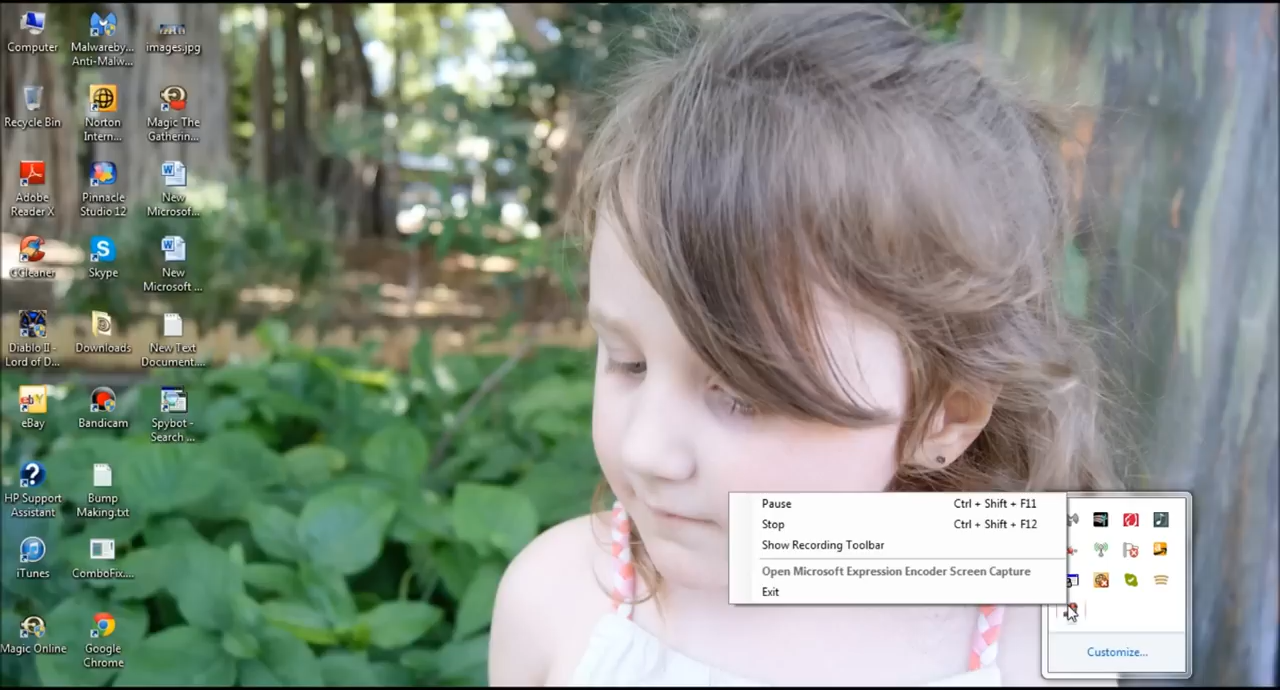 Computer
Malwareby...
Anti-Malw...
images.jpg
Recycle Bin
Norton
Intern...
Magic The
Gatherin...
Adobe
Reader X
Pinnacle
Studio 12
New
Microsof...
CCleaner
Skype
New
Microsoft ...
Diablo II -
Lord of D...
Downloads
New Text
Document....
eBay
Bandicam
Spybot -
Search ...
HP Support
Assistant
Bump
Making.txt
iTunes
ComboFix....
Magic Online
Google
Chrome
Pause Ctrl + Shift + F11
Stop Ctrl + Shift + F12
Show Recording Toolbar
Open Microsoft Expression Encoder Screen Capture
Exit
Customize...